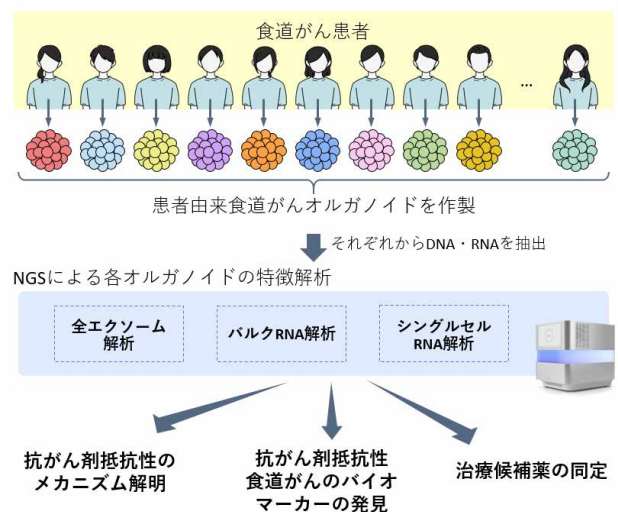 食道がん患者
...
患者由来食道がんオルガノイドを作製
それぞれからDNA・RNAを抽出
NGSによる各オルガノイドの特徴解析
全エクソーム
解析
バルクRNA解析
シングルセル
RNA解析
抗がん剤抵抗性の
メカニズム解明
抗がん剤抵抗性
食道がんのバイオ
マーカーの発見
治療候補薬の同定